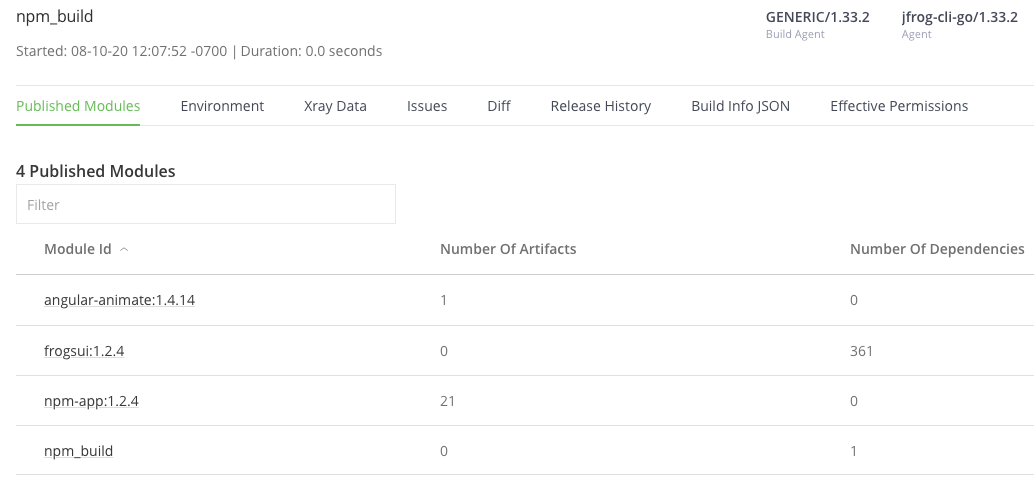 npm_build
GENERIC/1.33.2 jfrog-cli-go/1.33.2
Build Agent Agent
Started: 08-10-20 12:07:52 -0700 | Duration: 0.0 seconds
Published Modules Environment Xray Data Issues Diff Release History Build Info JSON Effective Permissions
4 Published Modules
Filter
Module Id Number Of Artifacts Number Of Dependencies
angular-animate:1.4.14 1 0
frogsui:1.2.4 0 361
npm-app:1.2.4 21 0
npm_build 0 1